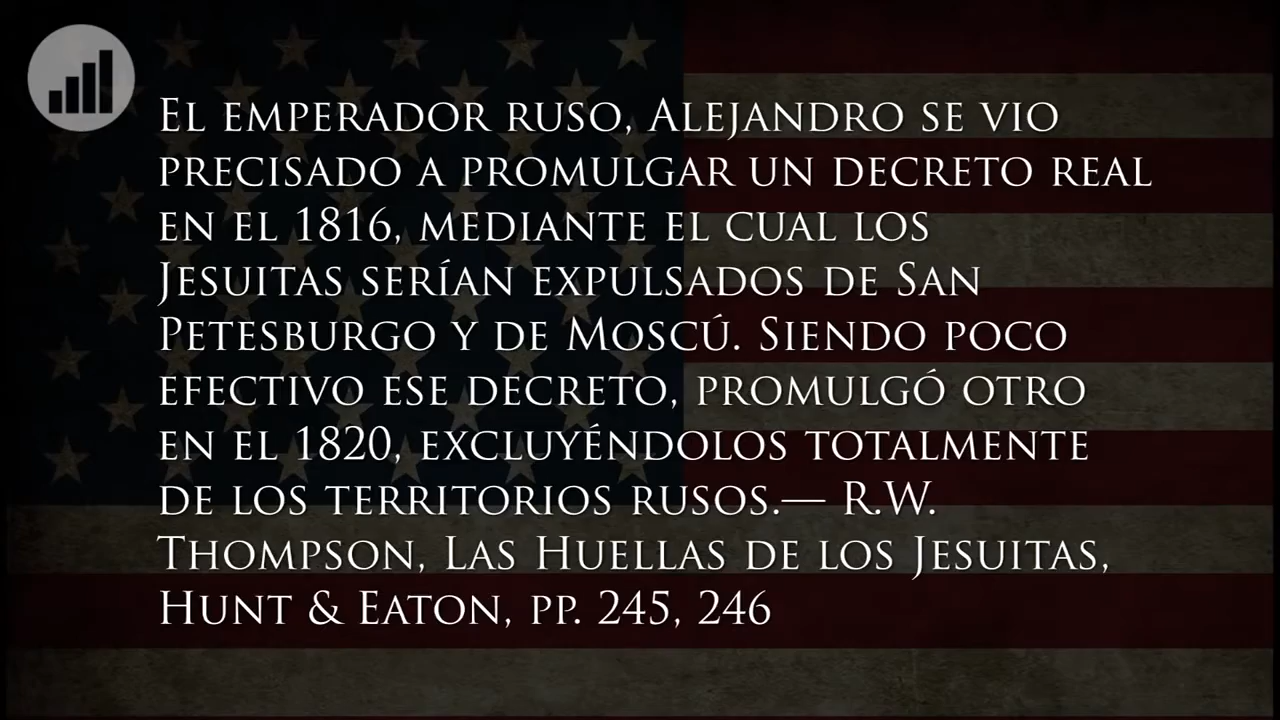 El emperador ruso, Alejandro se vio
precisado a promulgar un decreto real
en el 1816, mediante el cual los
Jesuitas serían expulsados de San
Petesburgo y de Moscú. Siendo poco
efectivo ese decreto, promulgó otro
en el 1820, excluyéndolos totalmente
de los territorios rusos.— R.W.
Thompson, Las Huellas de los Jesuitas,
Hunt & Eaton, pp. 245, 246